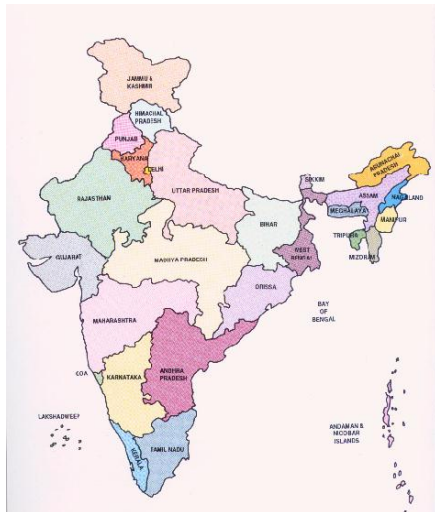 JAMMU &
KASHMIR
HIMACHAL
PRADESH
PUNJAB
HARYANA
DELHI
ARUNACHAL
PRADESH
SIKKIM
RAJASTHAN
UTTAR PRADESH
ASSAM
NAGALAND
MEGHALAYA
BIHAR
MANIPUR
TRIPURA
WEST
BENGAL
MIZORAM
GUJARAT
MADHYA PRADESH
ORISSA
BAY
OF
BENGAL
MAHARASHTRA
GOA
KARNATAKA
ANDHRA
PRADESH
LAKSHADWEEP
ANDAMAN &
NICOBAR
ISLANDS
KERALA
TAMIL NADU